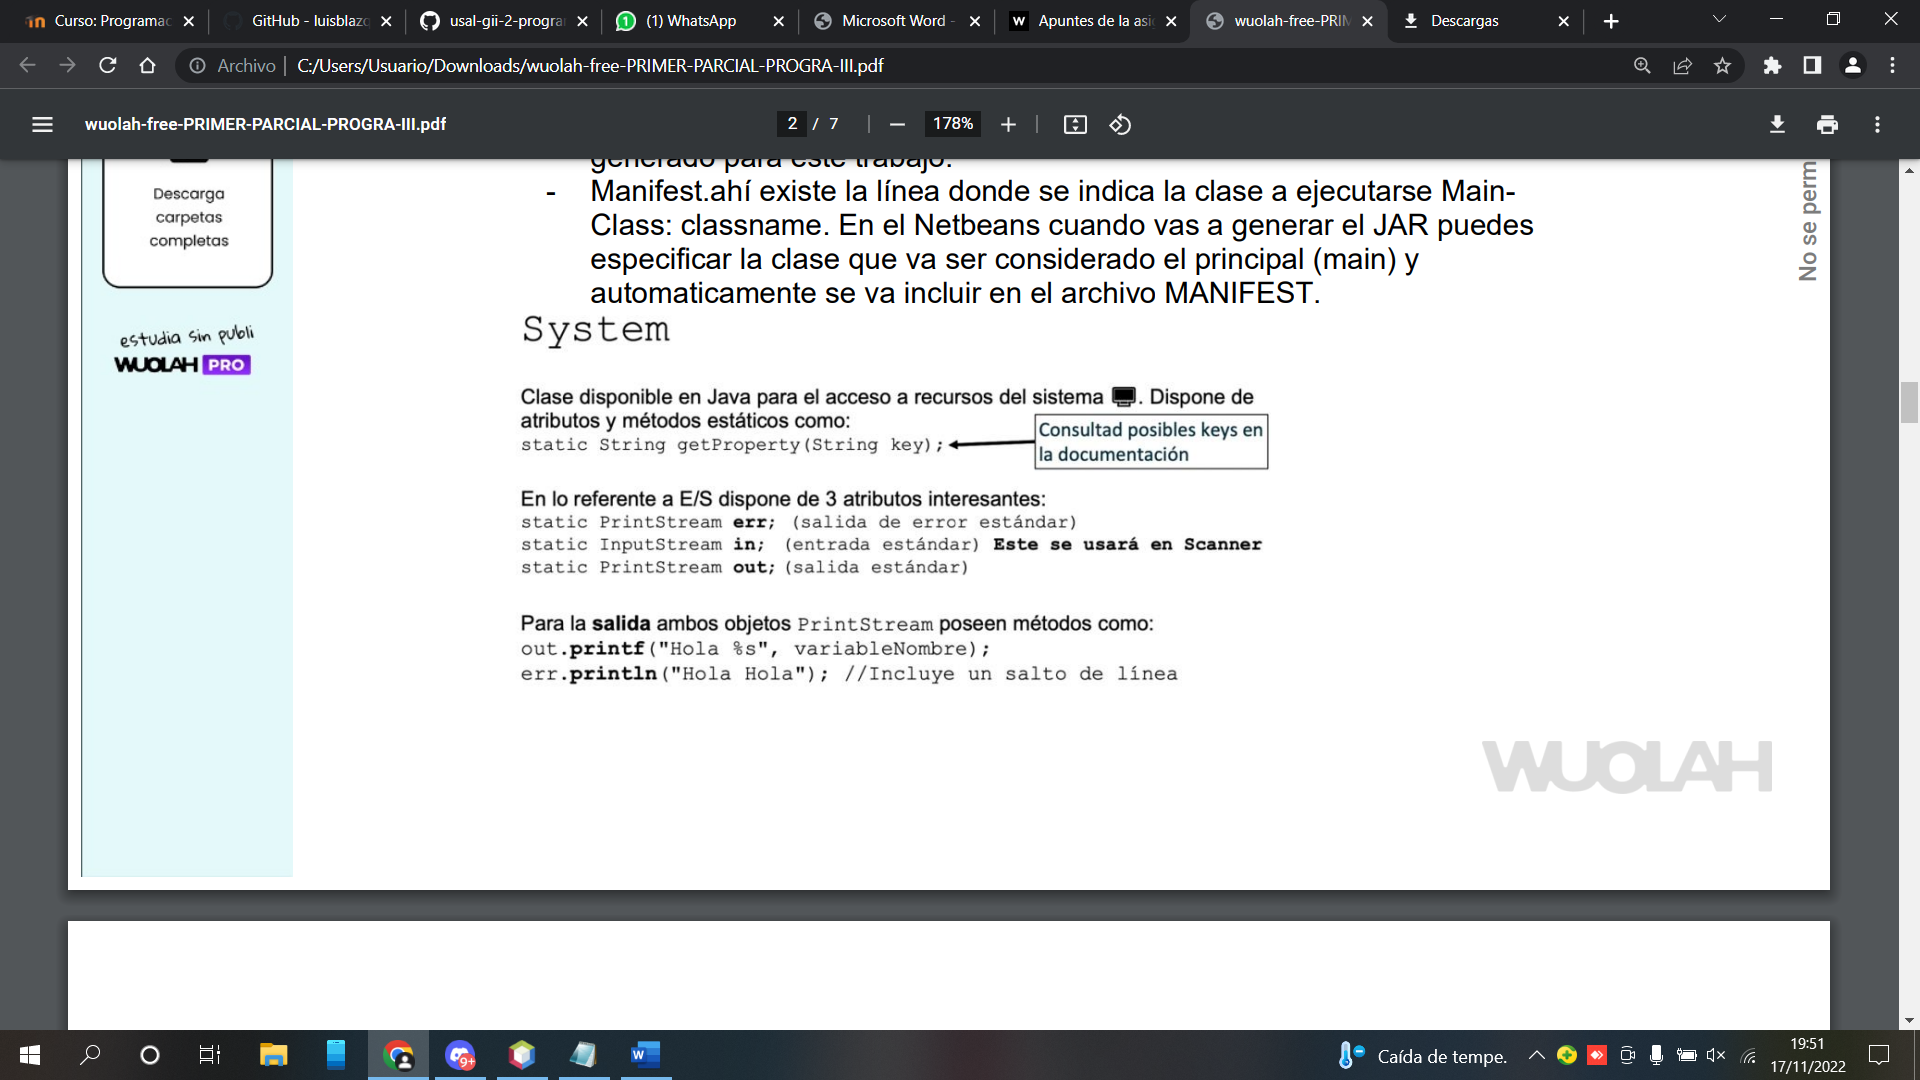 Curso: Programac
GitHub - luisblazq
usal-gii-2-progra
(1) WhatsApp
Microsoft Word -
Apuntes de la asi
wuolah-free-PRIM
Descargas
Archivo
C:/Users/Usuario/Downloads/wuolah-free-PRIMER-PARCIAL-PROGRA-III.pdf
wuolah-free-PRIMER-PARCIAL-PROGRA-III.pdf
2 / 7
178%
generado para este trabajo.
- Manifest.ahí existe la línea donde se indica la clase a ejecutarse Main-
Class: classname. En el Netbeans cuando vas a generar el JAR puedes
especificar la clase que va ser considerado el principal (main) y
automaticamente se va incluir en el archivo MANIFEST.
Descarga
carpetas
completas
estudia sin publi
WUOLAH PRO
No se perm
System
Clase disponible en Java para el acceso a recursos del sistema . Dispone de
atributos y métodos estáticos como:
static String getProperty(String key);
Consultad posibles keys en
la documentación
En lo referente a E/S dispone de 3 atributos interesantes:
static PrintStream err; (salida de error estándar)
static InputStream in; (entrada estándar) Este se usará en Scanner
static PrintStream out; (salida estándar)
Para la salida ambos objetos PrintStream poseen métodos como:
out.printf("Hola %s", variableNombre);
err.println("Hola Hola"); //Incluye un salto de línea
WUOLAH
9+
Caída de tempe.
19:51
17/11/2022